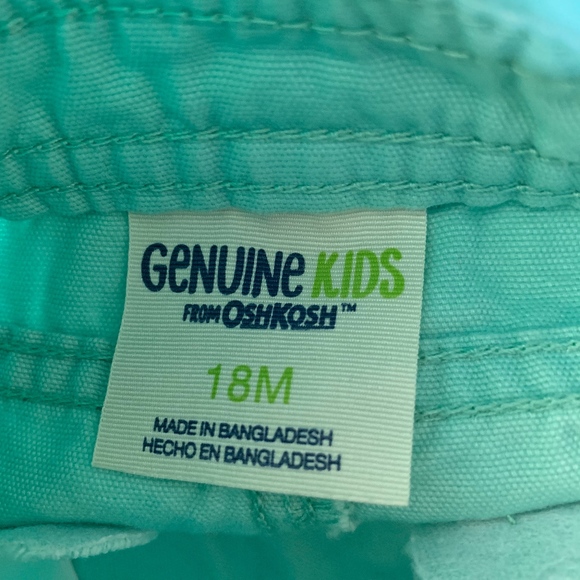 GENUINE KIDS
FROM OSHKOSH™
18M
MADE IN BANGLADESH
HECHO EN BANGLADESH